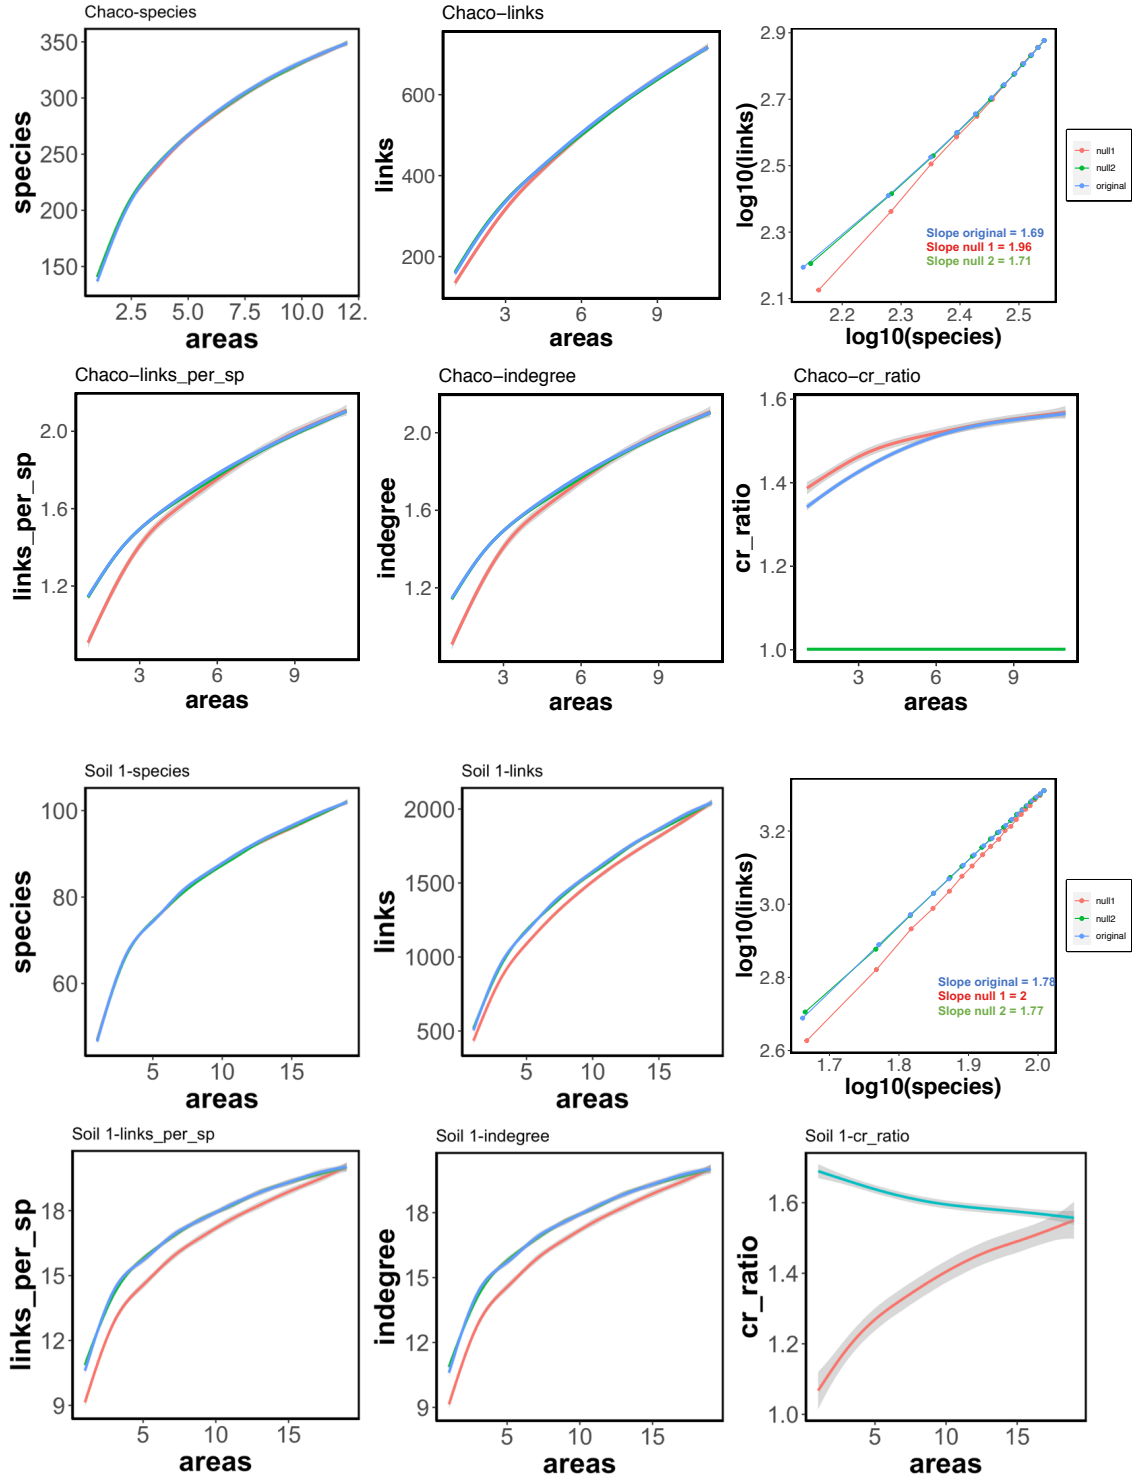 Chaco-species
350
300
250
200
150
species
2.5 5.0 7.5 10.0 12.
areas
Chaco-links
600
400
200
links
3 6 9
areas
2.9
2.7
2.5
2.3
2.1
log10(links)
Slope original = 1.69
Slope null 1 = 1.96
Slope null 2 = 1.71
2.2 2.3 2.4 2.5
log10(species)
null1
null2
original
Chaco-links_per_sp
2.0
1.6
1.2
links_per_sp
3 6 9
areas
Chaco-indegree
2.0
1.6
1.2
indegree
3 6 9
areas
Chaco-cr_ratio
1.6
1.4
1.2
1.0
cr_ratio
3 6 9
areas
Soil 1-species
100
80
60
species
5 10 15
areas
Soil 1-links
2000
1500
1000
500
links
5 10 15
areas
3.2
3.0
2.8
2.6
log10(links)
Slope original = 1.78
Slope null 1 = 2
Slope null 2 = 1.77
1.7 1.8 1.9 2.0
log10(species)
null1
null2
original
Soil 1-links_per_sp
18
15
12
9
links_per_sp
5 10 15
areas
Soil 1-indegree
18
15
12
9
indegree
5 10 15
areas
Soil 1-cr_ratio
1.6
1.4
1.2
1.0
cr_ratio
5 10 15
areas